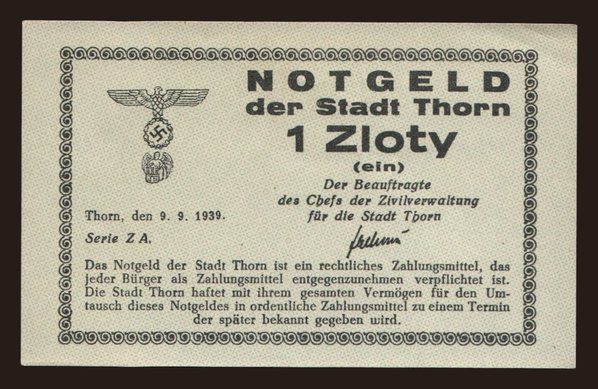 NOTGELD
der Stadt Thorn
1 Zloty
(ein)
Der Beauftragte
des Chefs der Zivilverwaltung
für die Stadt Thorn
Thorn, den 9. 9. 1939.
Serie Z A.
Das Notgeld der Stadt Thorn ist ein rechtliches Zahlungsmittel, das
jeder Bürger als Zahlungsmittel entgegenzunehmen verpflichtet ist.
Die Stadt Thorn haftet mit ihrem gesamten Vermögen für den Um-
tausch dieses Notgeldes in ordentliche Zahlungsmittel zu einem Termin
der später bekannt gegeben wird.